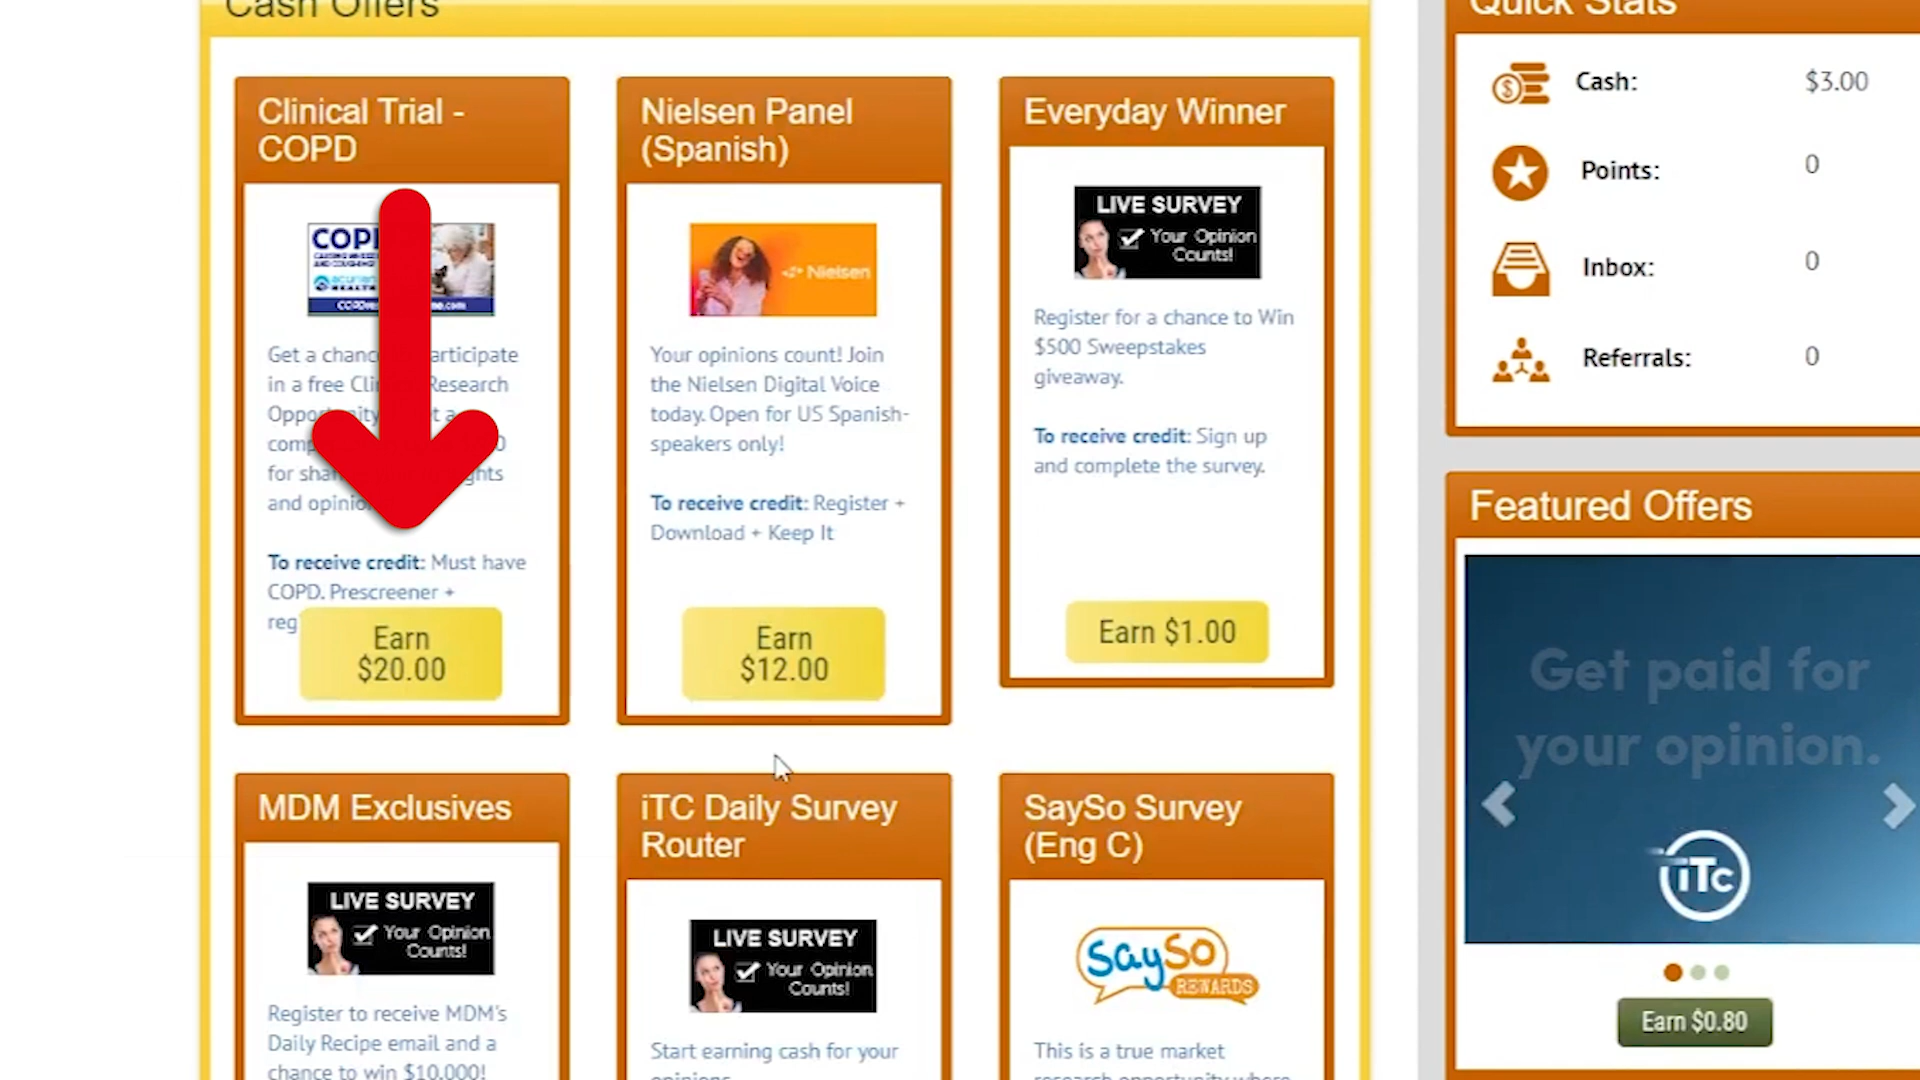 Cash Offers
Clinical Trial -
COPD
Get a chance articipate
in a free Research
for
and
To receive credit: Must have
COPD. Prescreener +
reg
Earn
$20.00
Nielsen Panel
(Spanish)
Nielsen
Your opinions count! Join
the Nielsen Digital Voice
today. Open for US Spanish-
speakers only!
To receive credit: Register +
Download + Keep It
Earn
$12.00
Everyday Winner
LIVE SURVEY
Your Opinion
Counts!
Register for a chance to Win
$500 Sweepstakes
giveaway.
To receive credit: Sign up
and complete the survey.
Earn $1.00
MDM Exclusives
LIVE SURVEY
Your Opinion
Counts!
Register to receive MDM's
Daily Recipe email and a
chance to win $10,000!
iTC Daily Survey
Router
LIVE SURVEY
Your Opinion
Counts!
Start earning cash for your
opinions
SaySo Survey
(Eng C)
SaySo
REWARDS
This is a true market
research opportunity where
Quick Stats
Cash: $3.00
Points: 0
Inbox: 0
Referrals: 0
Featured Offers
Get paid for
your opinion.
iTC
Earn $0.80